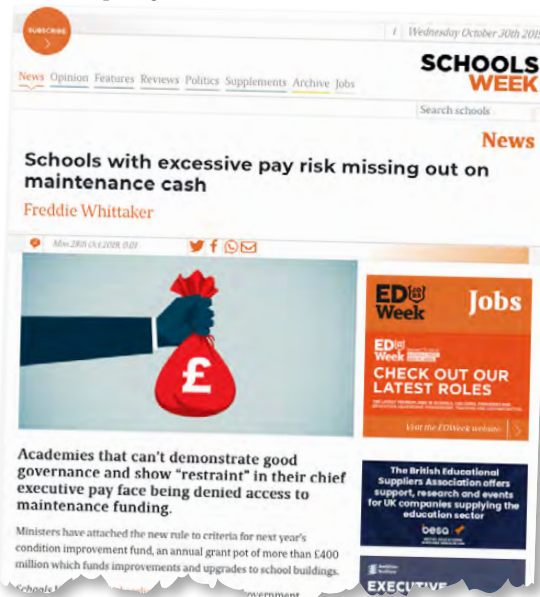 SUBSCRIBE
Wednesday October 30th 2019
News Opinion Features Reviews Politics Supplements Archive Jobs
SCHOOLS
WEEK
Search schools
News
Schools with excessive pay risk missing out on
maintenance cash
Freddie Whittaker
Mon 28th Oct 2019, 0.01
£
Academies that can't demonstrate good
governance and show “restraint” in their chief
executive pay face being denied access to
maintenance funding.
Ministers have attached the new rule to criteria for next year's
condition improvement fund, an annual grant pot of more than £400
million which funds improvements and upgrades to school buildings.
Schools
government
ED
Week
Jobs
ED
Week
CHECK OUT OUR
LATEST ROLES
Visit the EDWeek website
The British Educational
Suppliers Association offers
support, research and events
for UK companies supplying the
education sector
besa
EXECUTIVE